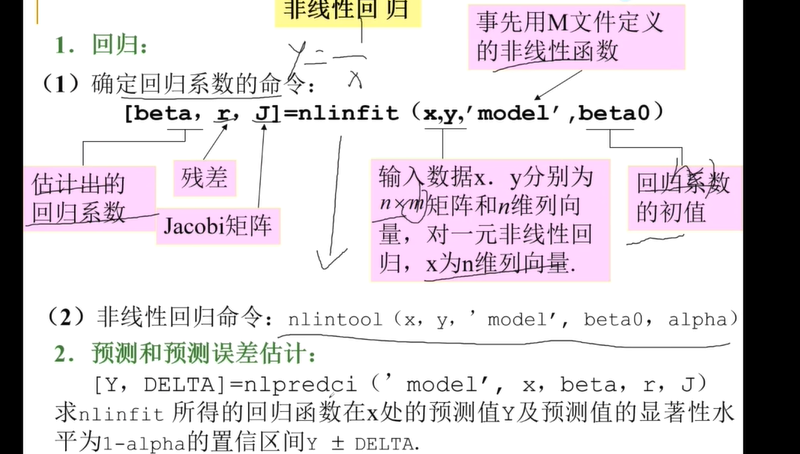 非线性回 归
1．回归：
事先用M文件定义
的非线性函数
y=1/x
（1）确定回归系数的命令：
[beta，r，J]=nlinfit（x,y,’model’,beta0）
估计出的
回归系数
残差
Jacobi矩阵
输入数据x．y分别为
n×m矩阵和n维列向
量，对一元非线性回
归，x为n维列向量.
回归系数
的初值
（2）非线性回归命令：nlintool（x，y，’model’, beta0，alpha）
2．预测和预测误差估计：
[Y，DELTA]=nlpredci（’model’, x，beta，r，J）
求nlinfit 所得的回归函数在x处的预测值Y及预测值的显著性水
平为1-alpha的置信区间Y ± DELTA.